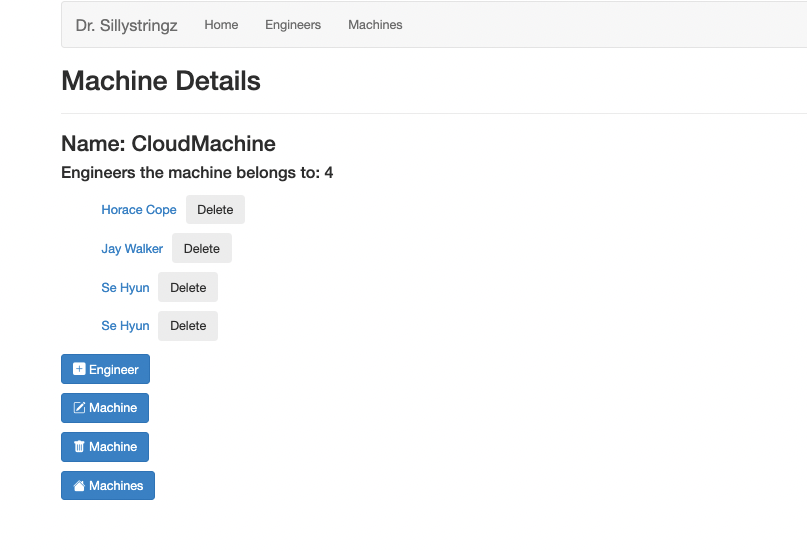 Dr. Sillystringz Home Engineers Machines
Machine Details
Name: CloudMachine
Engineers the machine belongs to: 4
Horace Cope Delete
Jay Walker Delete
Se Hyun Delete
Se Hyun Delete
Engineer
Machine
Machine
Machines